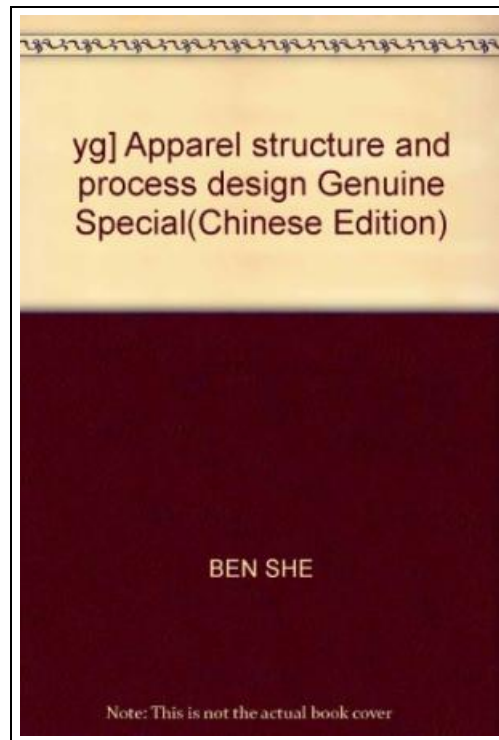 yg] Apparel structure and
process design Genuine
Special(Chinese Edition)
BEN SHE
Note: This is not the actual book cover